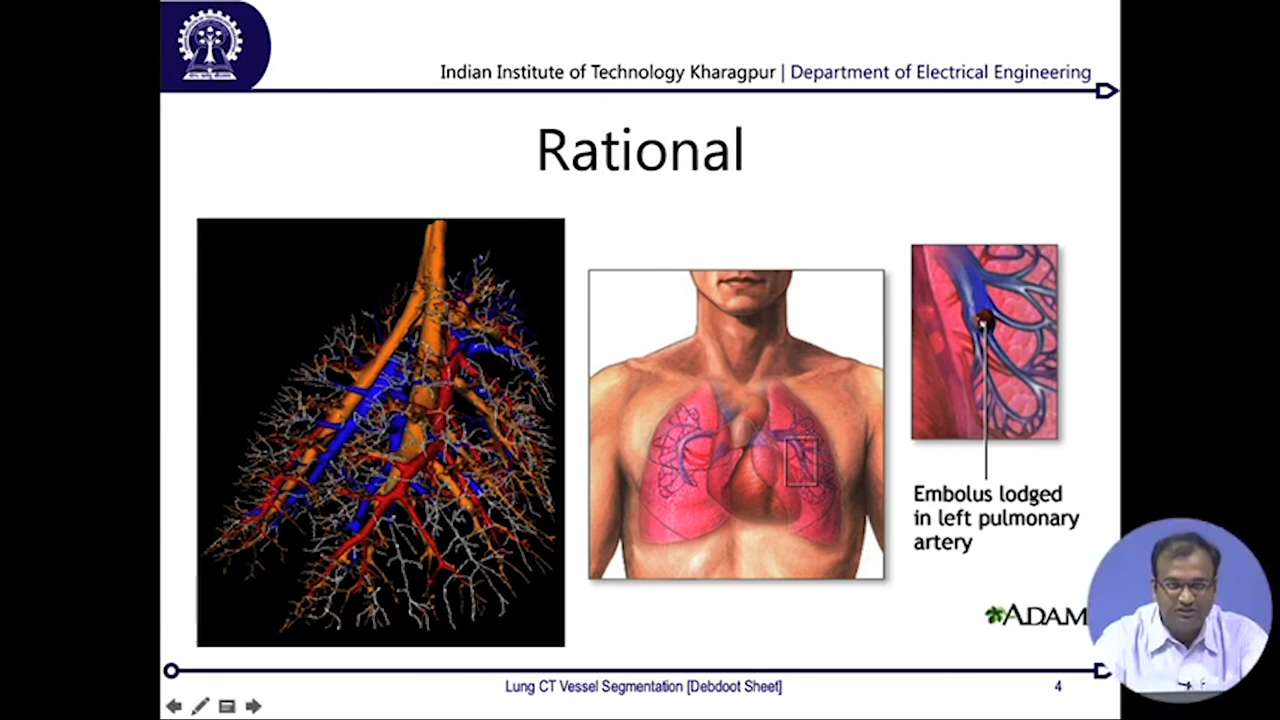 Indian Institute of Technology Kharagpur | Department of Electrical Engineering
Rational
Embolus lodged
in left pulmonary
artery
ADAM
Lung CT Vessel Segmentation [Debdoot Sheet]
4